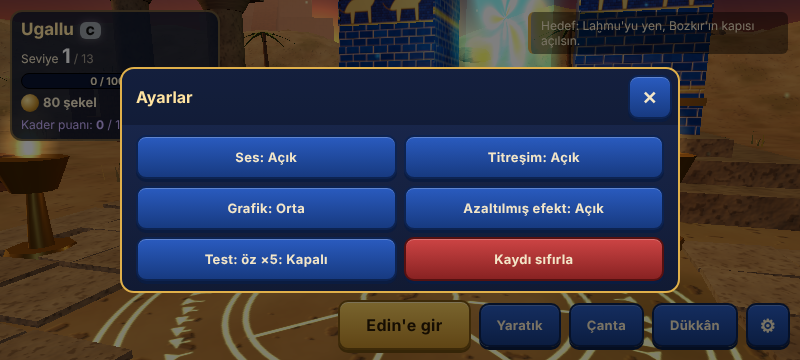 Ugallu C
Seviye 1 / 13
0 / 100
80 şekel
Kader puanı: 0 / 1
Hedef: Lahmu'yu yen, Bozkır'ın kapısı
açılsın.
Ayarlar
×
Ses: Açık
Titreşim: Açık
Grafik: Orta
Azaltılmış efekt: Açık
Test: öz ×5: Kapalı
Kaydı sıfırla
Edin'e gir
Yaratık
Çanta
Dükkân